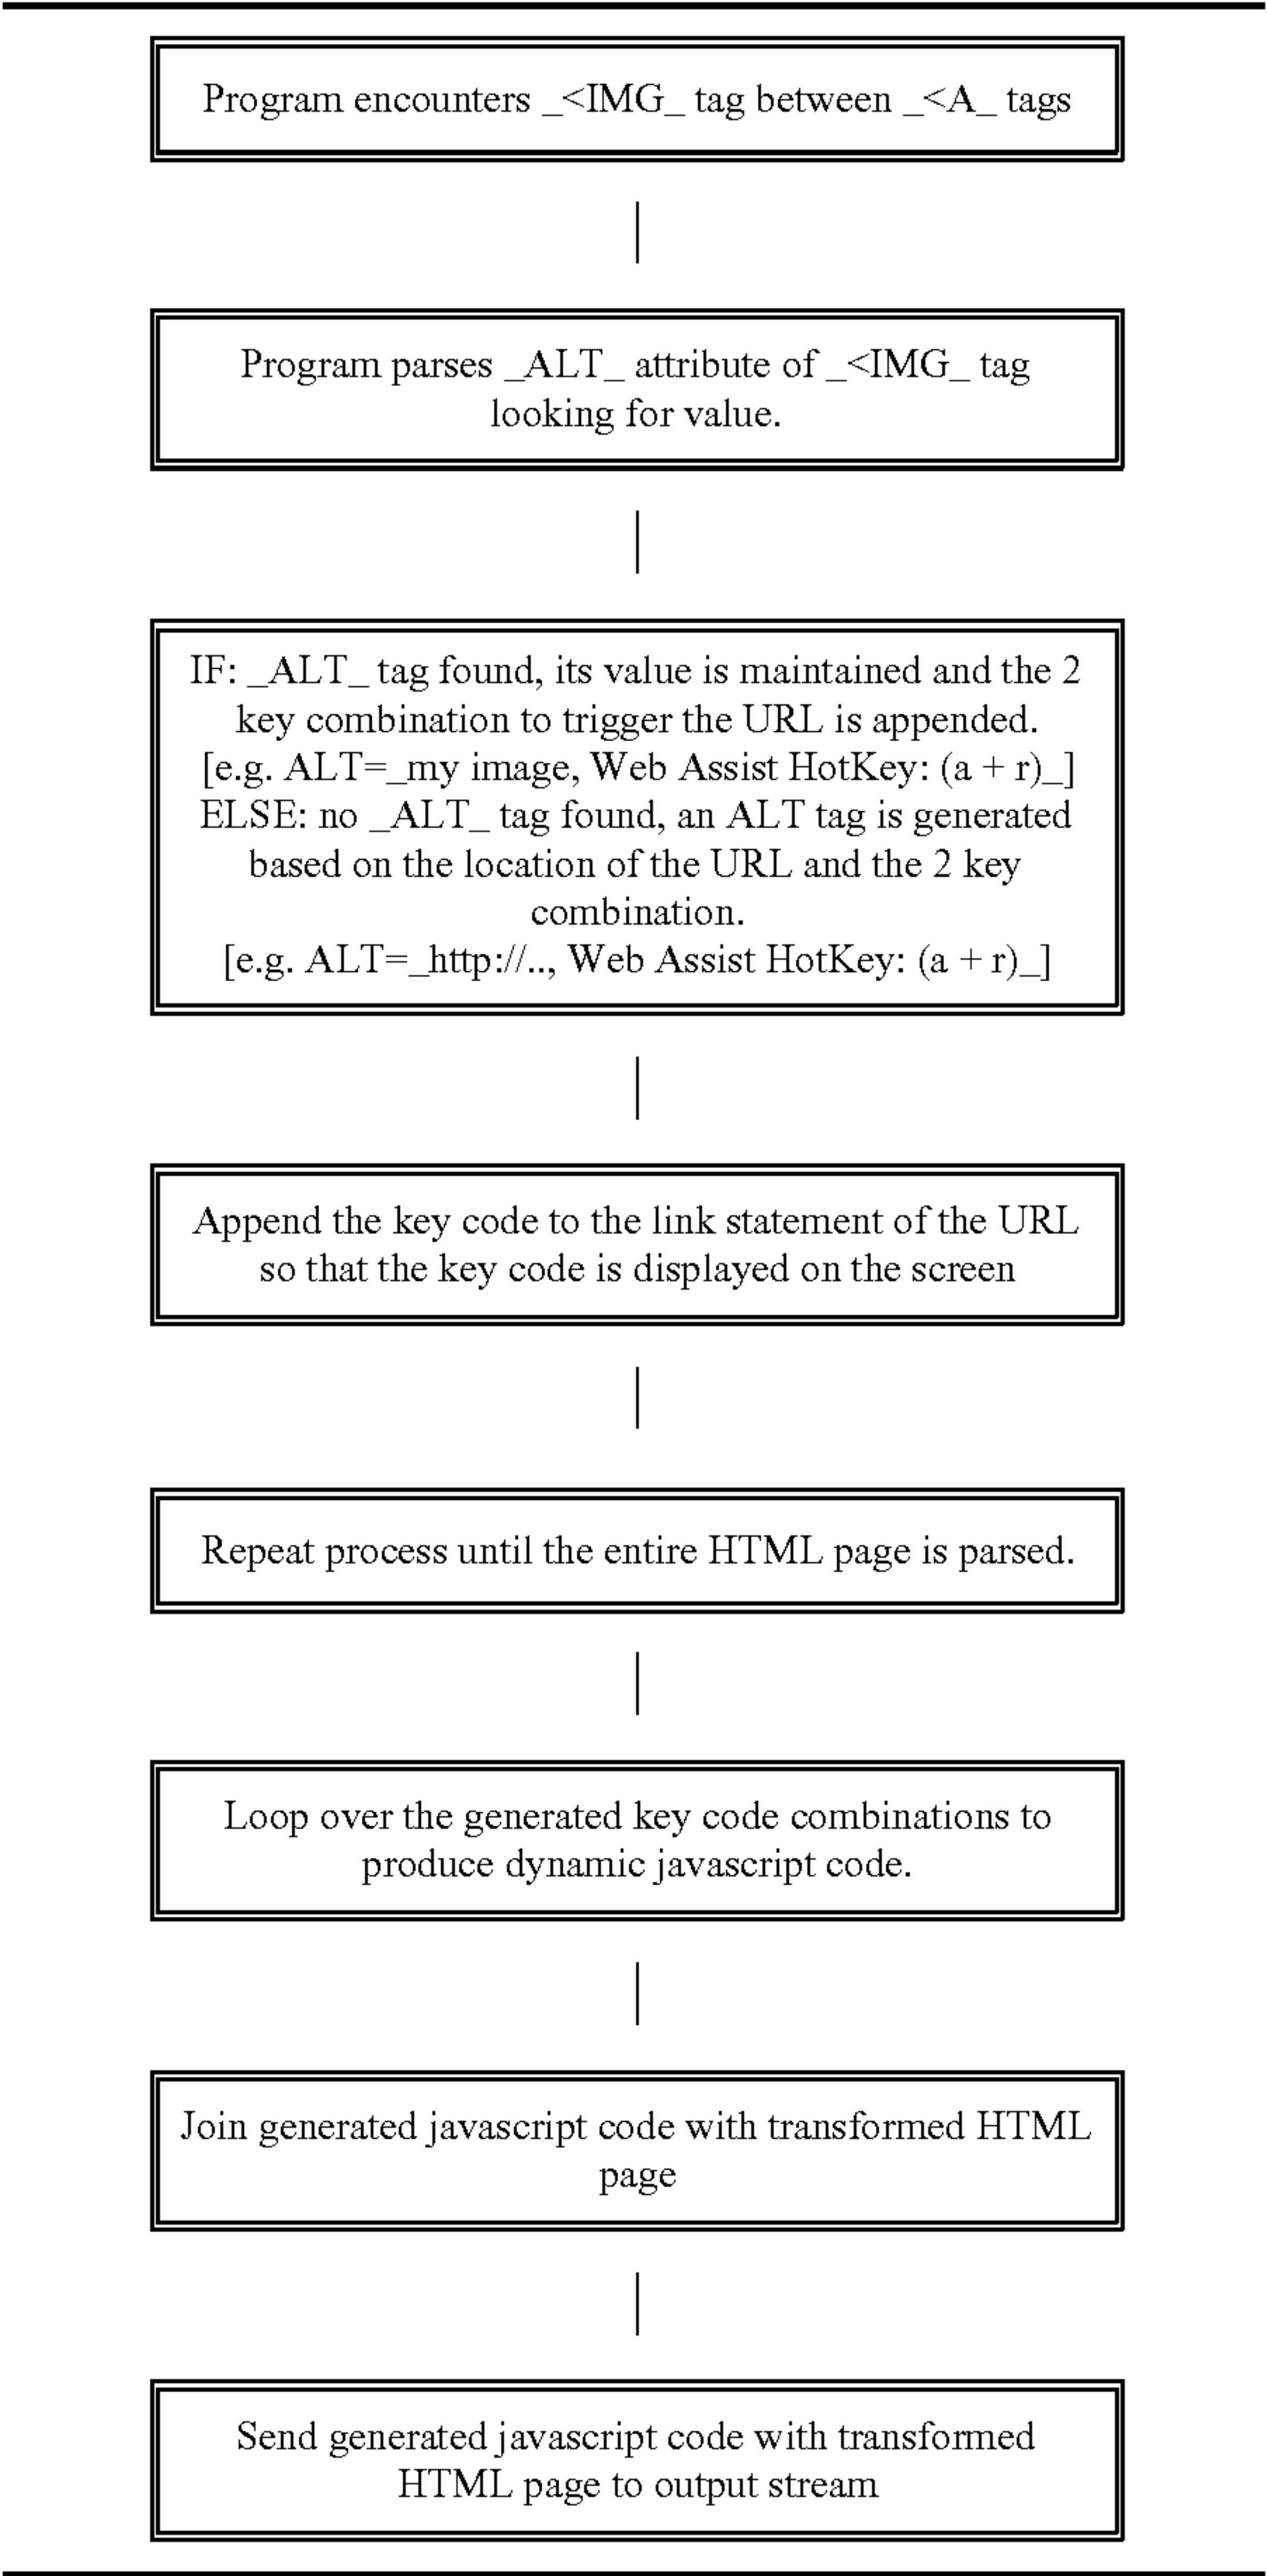 Program encounters _<IMG_ tag between _<A_ tags
Program parses _ALT_ attribute of _<IMG_ tag
looking for value.
IF: _ALT_ tag found, its value is maintained and the 2
key combination to trigger the URL is appended.
[e.g. ALT=_my image, Web Assist HotKey: (a + r)_]
ELSE: no _ALT_ tag found, an ALT tag is generated
based on the location of the URL and the 2 key
combination.
[e.g. ALT=_http://.., Web Assist HotKey: (a + r)_]
Append the key code to the link statement of the URL
so that the key code is displayed on the screen
Repeat process until the entire HTML page is parsed.
Loop over the generated key code combinations to
produce dynamic javascript code.
Join generated javascript code with transformed HTML
page
Send generated javascript code with transformed
HTML page to output stream